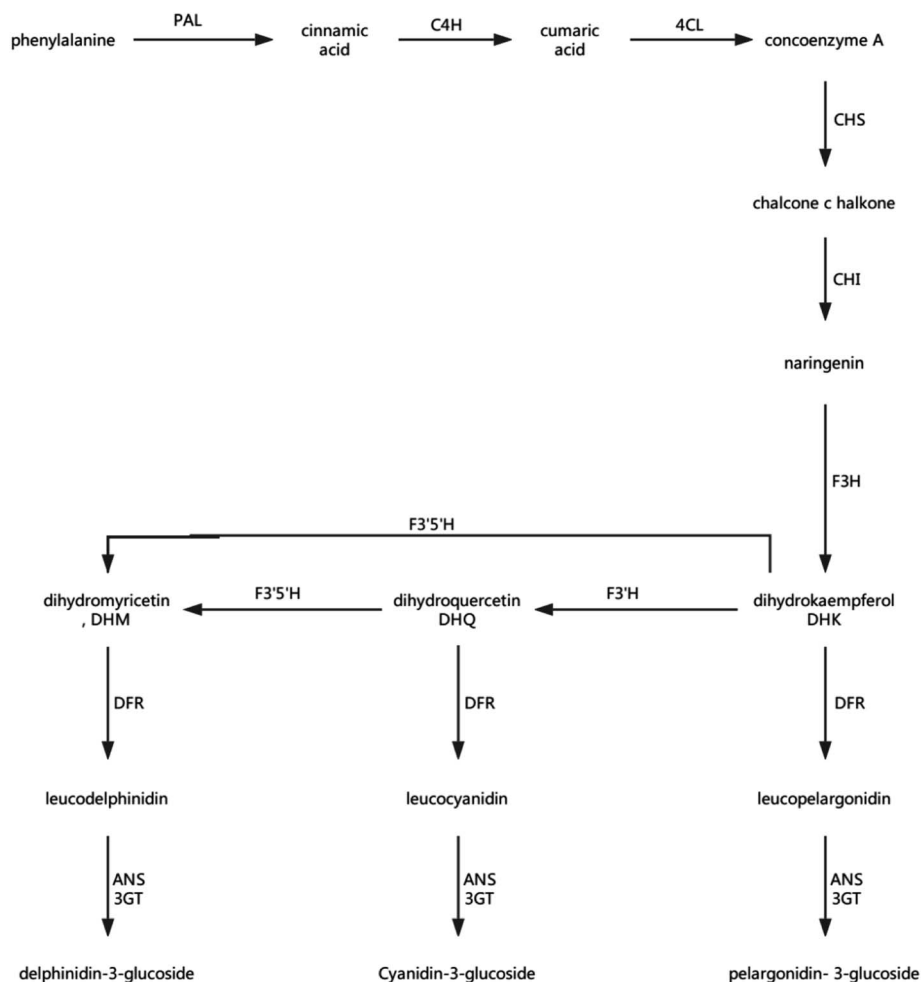 PAL
C4H
4CL
phenylalanine
cinnamic
acid
cumaric
acid
concoenzyme A
CHS
chalcone c halkone
CHI
naringenin
F3H
F3'5'H
dihydromyricetin
, DHM
F3'5'H
dihydroquercetin
DHQ
F3'H
dihydrokaempferol
DHK
DFR
DFR
DFR
leucodelphinidin
leucocyanidin
leucopelargonidin
ANS
3GT
ANS
3GT
ANS
3GT
delphinidin-3-glucoside
Cyanidin-3-glucoside
pelargonidin- 3-glucoside